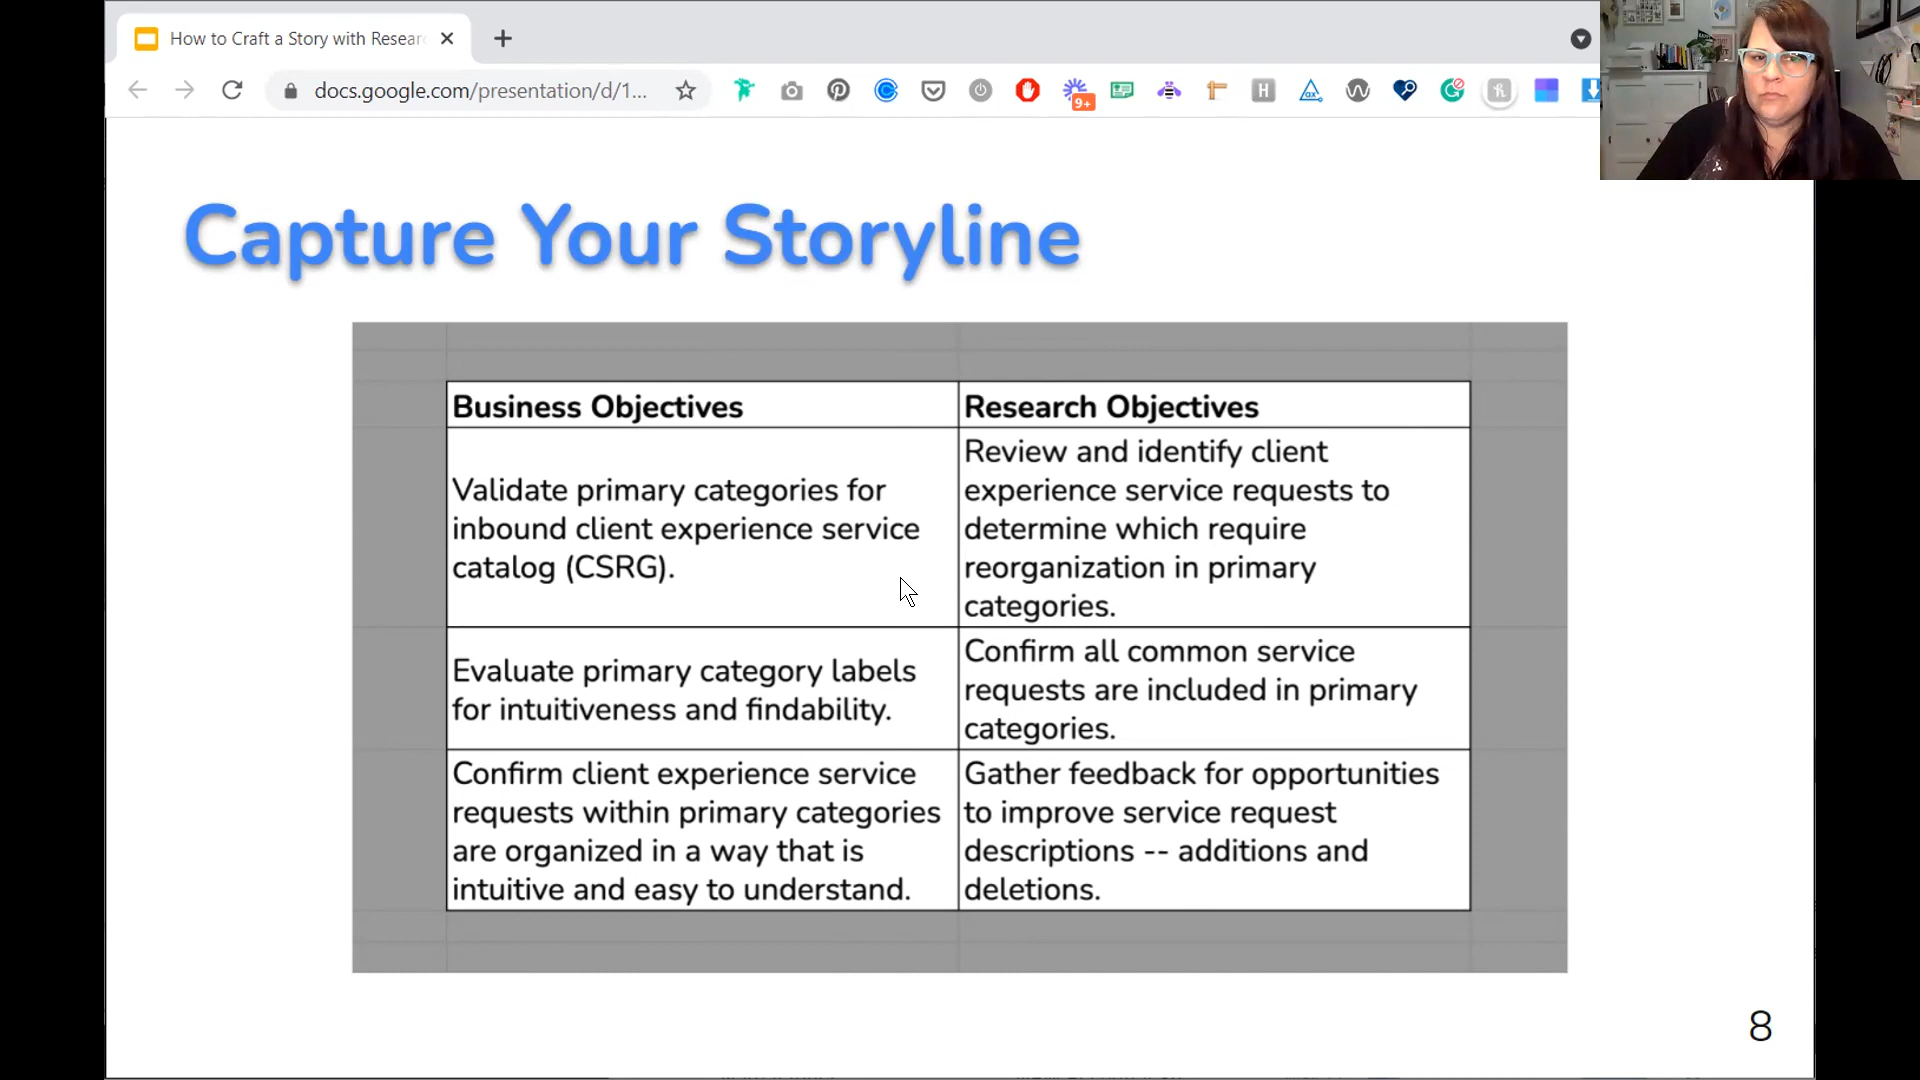 How to Craft a Story with Resear
docs.google.com/presentation/d/1...
9+
H
Capture Your Storyline
Business Objectives
Research Objectives
Validate primary categories for
inbound client experience service
catalog (CSRG).
Review and identify client
experience service requests to
determine which require
reorganization in primary
categories.
Evaluate primary category labels
for intuitiveness and findability.
Confirm all common service
requests are included in primary
categories.
Confirm client experience service
requests within primary categories
are organized in a way that is
intuitive and easy to understand.
Gather feedback for opportunities
to improve service request
descriptions -- additions and
deletions.
8